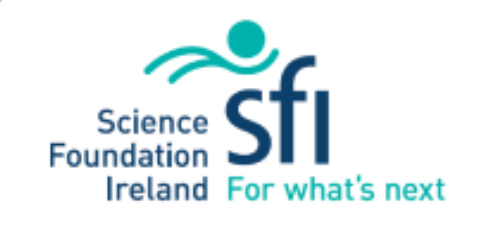 Science
Foundation
Ireland
sfi
For what's next